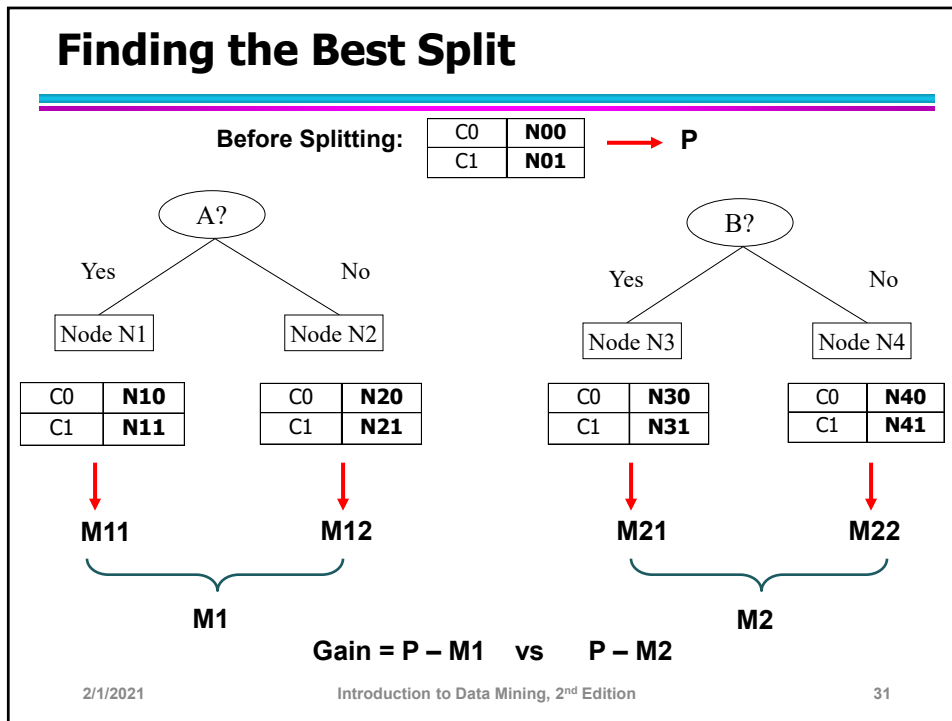 Finding the Best Split
Before Splitting: C0 N00 P
C1 N01
A? B?
Yes No Yes No
Node N1 Node N2 Node N3 Node N4
C0 N10 C0 N20 C0 N30 C0 N40
C1 N11 C1 N21 C1 N31 C1 N41
M11 M12 M21 M22
M1 M2
Gain = P – M1 vs P – M2
2/1/2021 Introduction to Data Mining, 2nd Edition 31